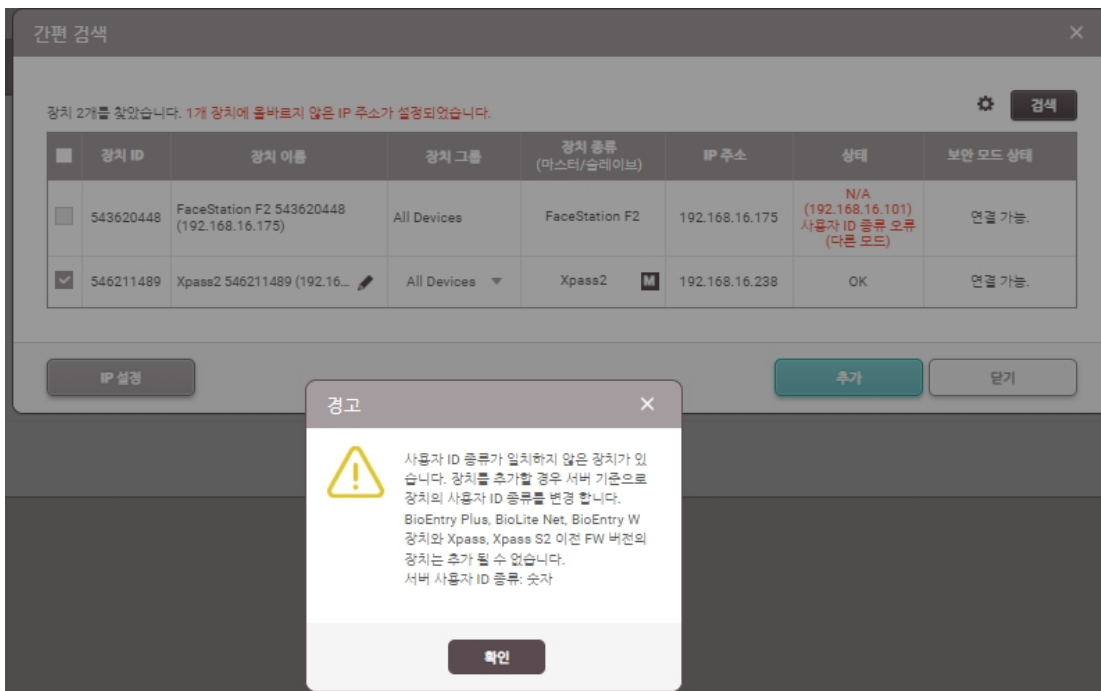 간편 검색
장치 2개를 찾았습니다. 1개 장치에 올바르지 않은 IP 주소가 설정되었습니다.
검색
장치 ID 장치 이름 장치 그룹 장치 종류 (마스터/슬레이브) IP 주소 상태 보안 모드 상태
543620448 FaceStation F2 543620448 (192.168.16.175) All Devices FaceStation F2 192.168.16.175 N/A (192.168.16.101) 사용자 ID 종류 오류 (다른 모드) 연결 가능.
546211489 Xpass2 546211489 (192.16... All Devices Xpass2 M 192.168.16.238 OK 연결 가능.
IP 설정
추가
닫기
경고
사용자 ID 종류가 일치하지 않은 장치가 있
습니다. 장치를 추가할 경우 서버 기준으로
장치의 사용자 ID 종류를 변경 합니다.
BioEntry Plus, BioLite Net, BioEntry W
장치와 Xpass, Xpass S2 이전 FW 버전의
장치는 추가 될 수 없습니다.
서버 사용자 ID 종류: 숫자
확인